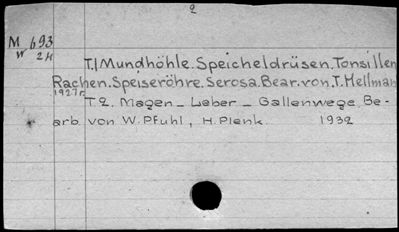 2
M 693
W 2H
T.1 Mundhöhle. Speicheldrüsen. Tonsillen
Rachen. Speiseröhre. Serosa. Bear. von. T. Hellman
1927.
T 2. Magen - Leber - Gallenwege. Be-
arb. von W. Pfuhl, H. Plenk. 1932